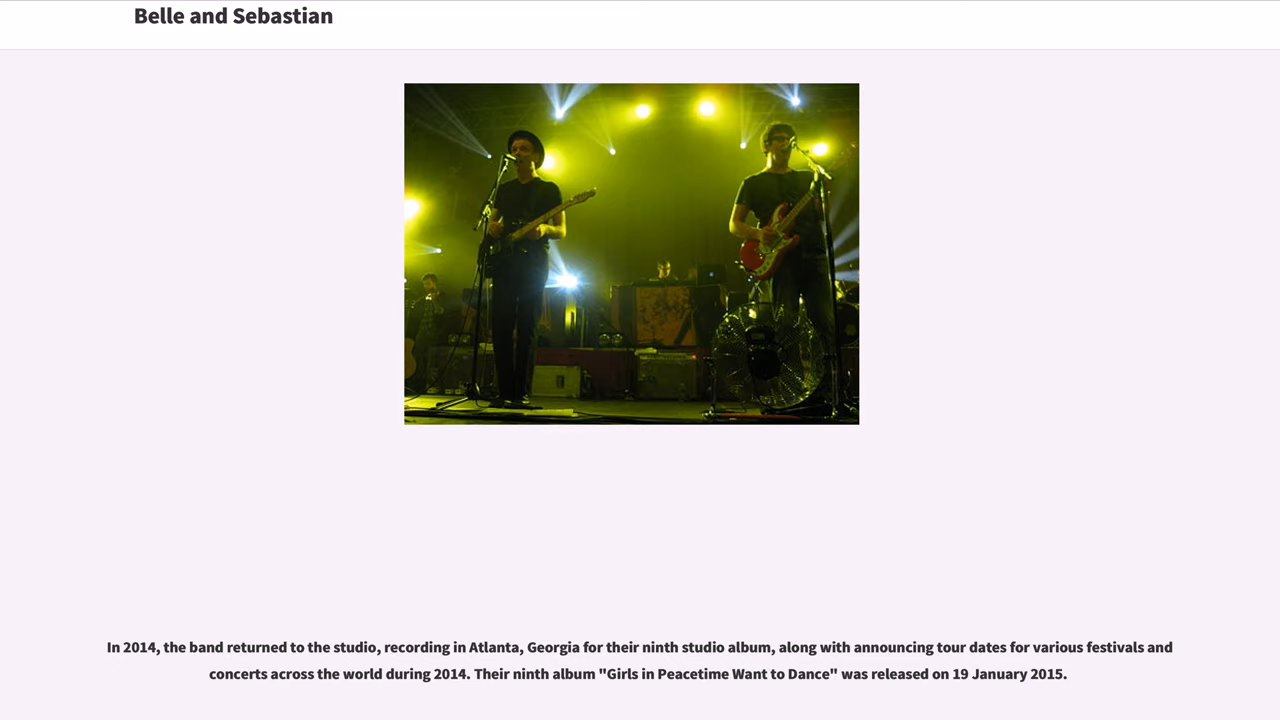 Belle and Sebastian
In 2014, the band returned to the studio, recording in Atlanta, Georgia for their ninth studio album, along with announcing tour dates for various festivals and
concerts across the world during 2014. Their ninth album "Girls in Peacetime Want to Dance" was released on 19 January 2015.